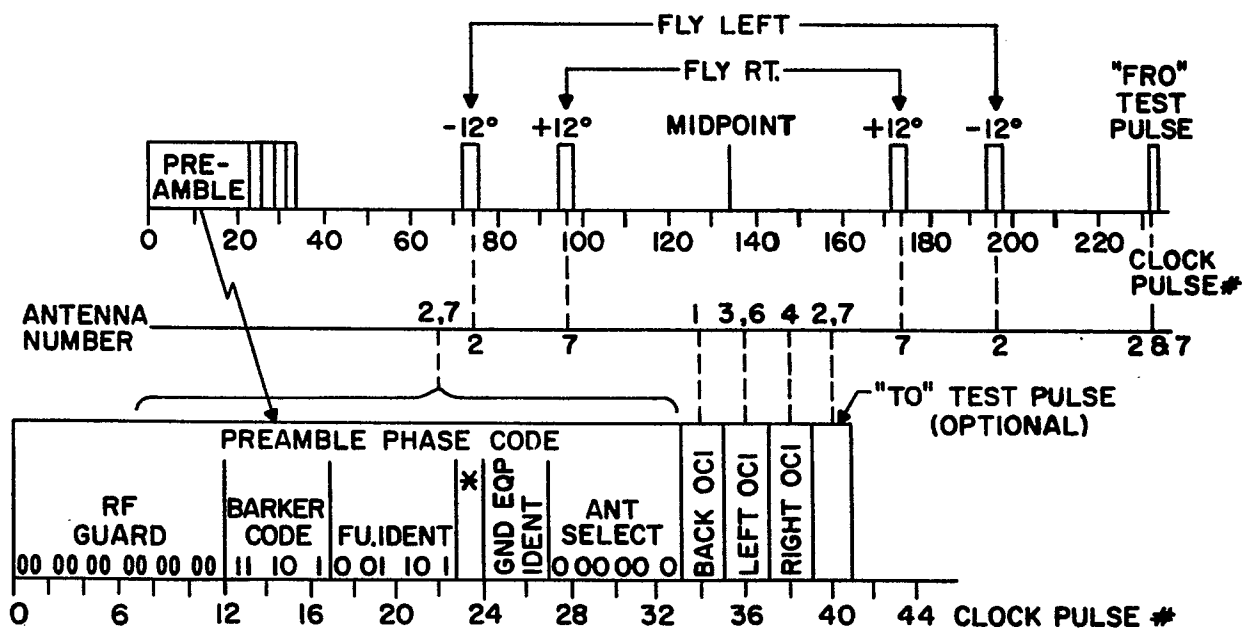 FLY LEFT
FLY RT.
"FRO"
TEST
PULSE
-12° +12° MIDPOINT +12° -12°
PRE-
AMBLE
0 20 40 60 80 100 120 140 160 180 200 220
CLOCK
PULSE#
ANTENNA
NUMBER
2,7 1 3,6 4 2,7
2 7 7 2 2 & 7
"TO" TEST PULSE
(OPTIONAL)
PREAMBLE PHASE CODE
RF
GUARD
00 00 00 00 00 00
BARKER
CODE
11 10 1
FU.IDENT
0 01 10 1
*
GND EQP
IDENT
ANT
SELECT
0 00 00 0
BACK OCI
LEFT OCI
RIGHT OCI
0 6 12 18 24 28 32 36 40 44 CLOCK PULSE #